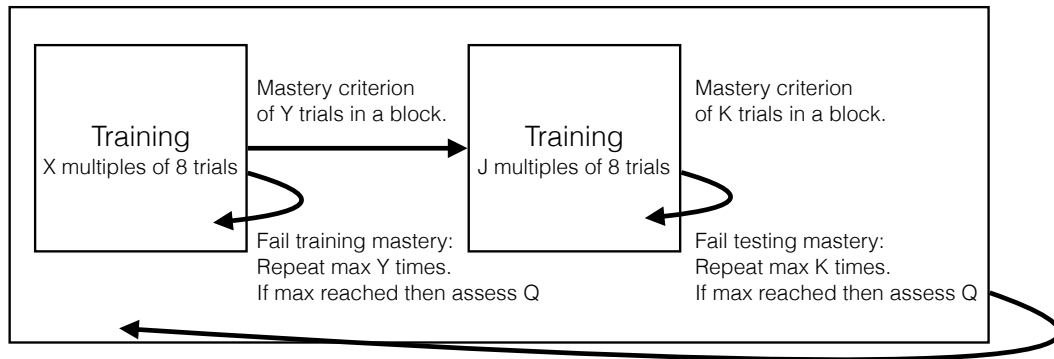 Training
X multiples of 8 trials
Mastery criterion
of Y trials in a block.
Fail training mastery:
Repeat max Y times.
If max reached then assess Q
Training
J multiples of 8 trials
Mastery criterion
of K trials in a block.
Fail testing mastery:
Repeat max K times.
If max reached then assess Q